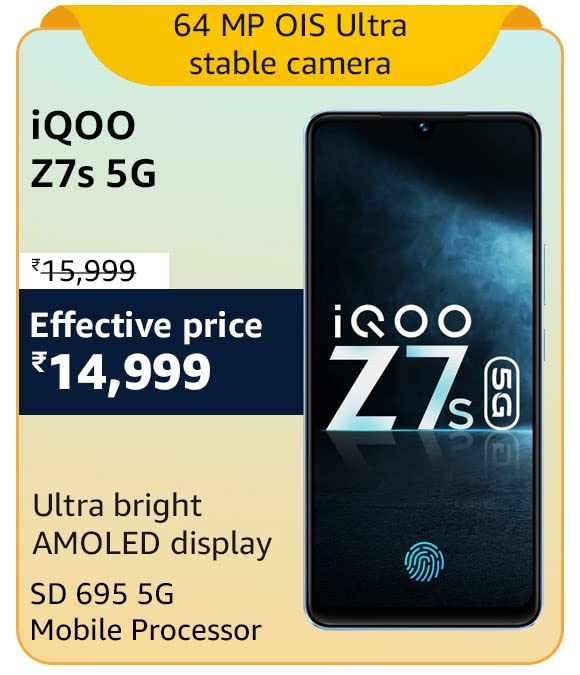 64 MP OIS Ultra
stable camera
iQOO
Z7s 5G
₹15,999
Effective price
₹14,999
iQOO
Z7s 5G
Ultra bright
AMOLED display
SD 695 5G
Mobile Processor